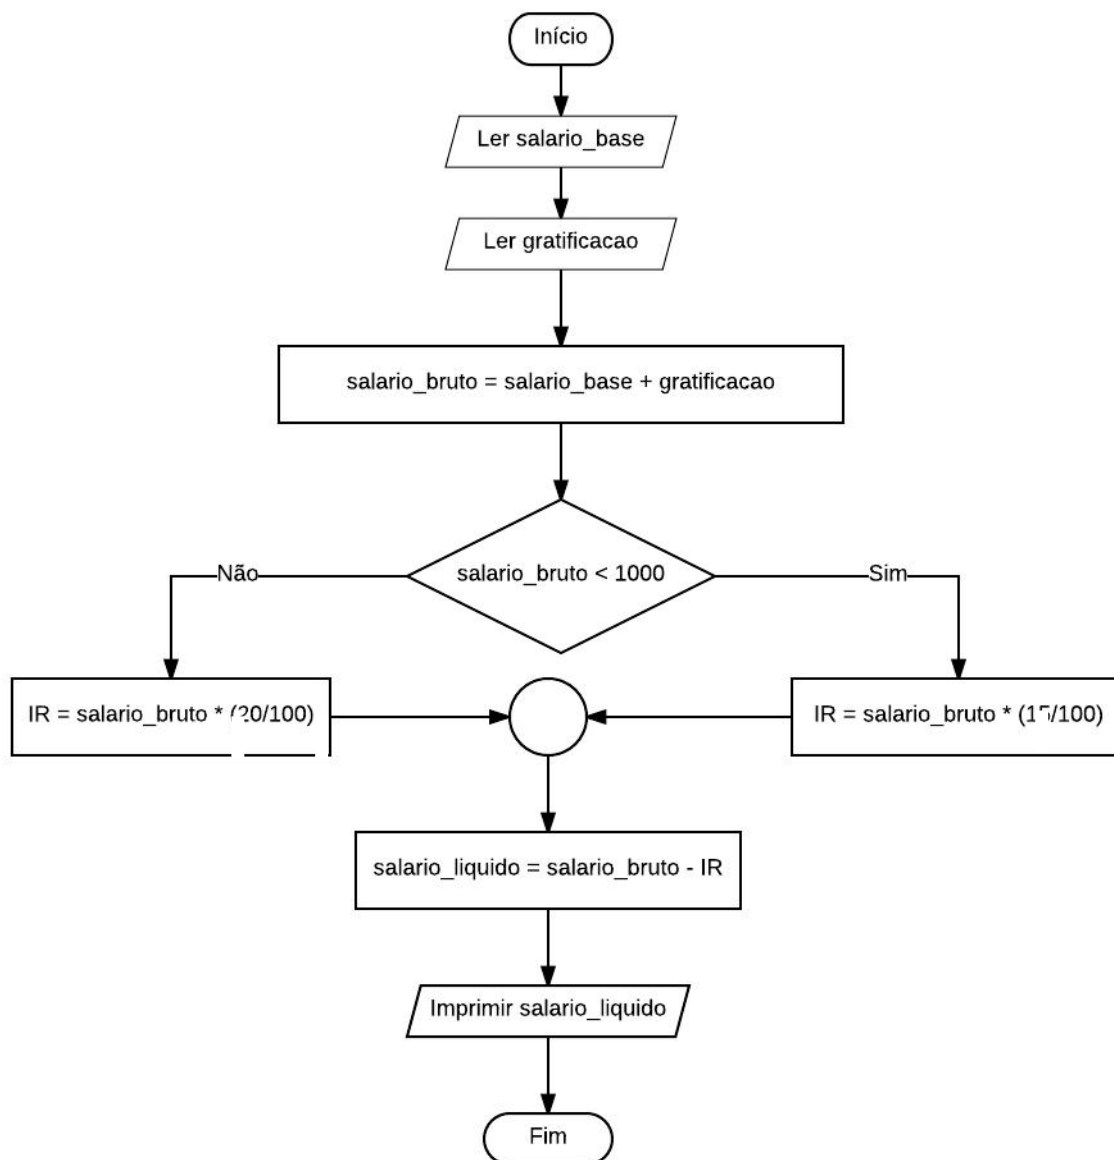 Início
Ler salario_base
Ler gratificacao
salario_bruto = salario_base + gratificacao
salario_bruto < 1000
Não
Sim
IR = salario_bruto * (20/100)
IR = salario_bruto *
salario_liquido = salario_bruto - IR
Imprimir salario_liquido
Fim